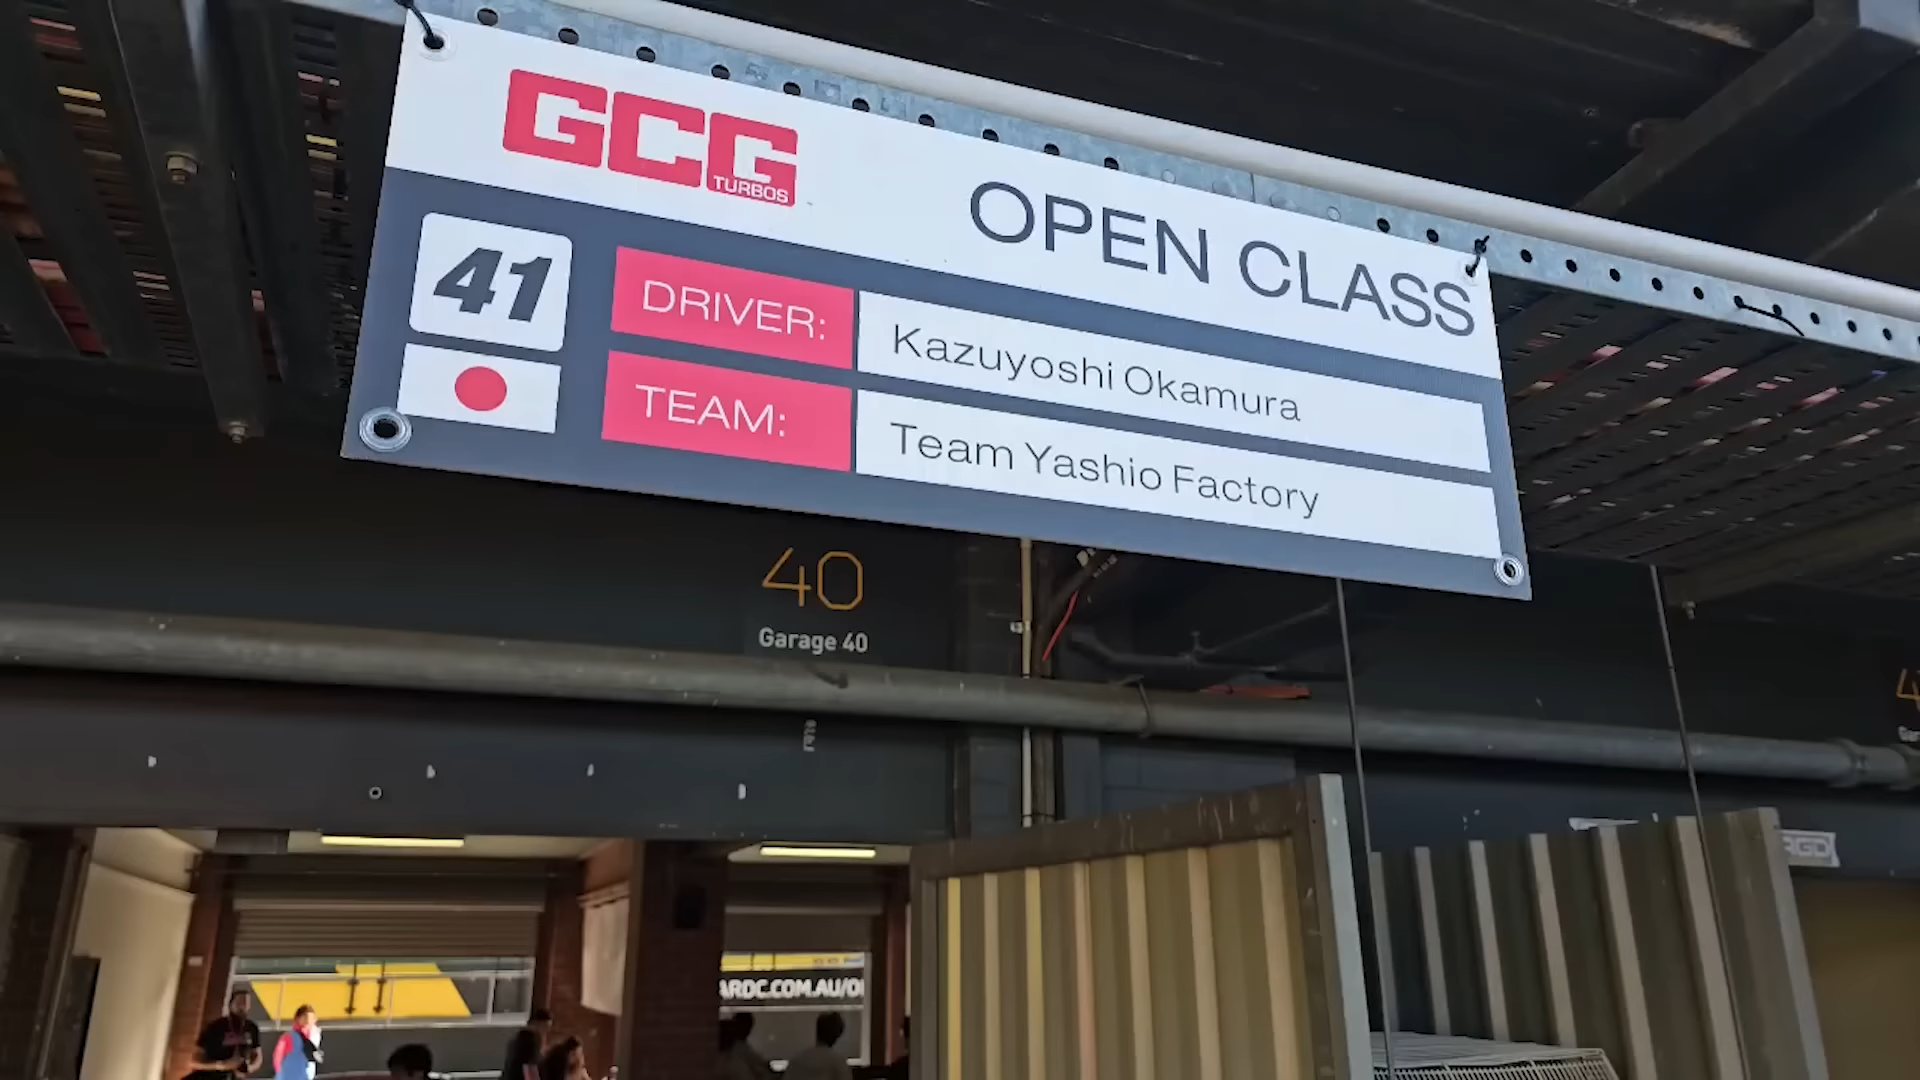 GCG
TURBOS
OPEN CLASS
41
DRIVER:
Kazuyoshi Okamura
TEAM:
Team Yashio Factory
40
Garage 40
ARDC.COM.AU/O